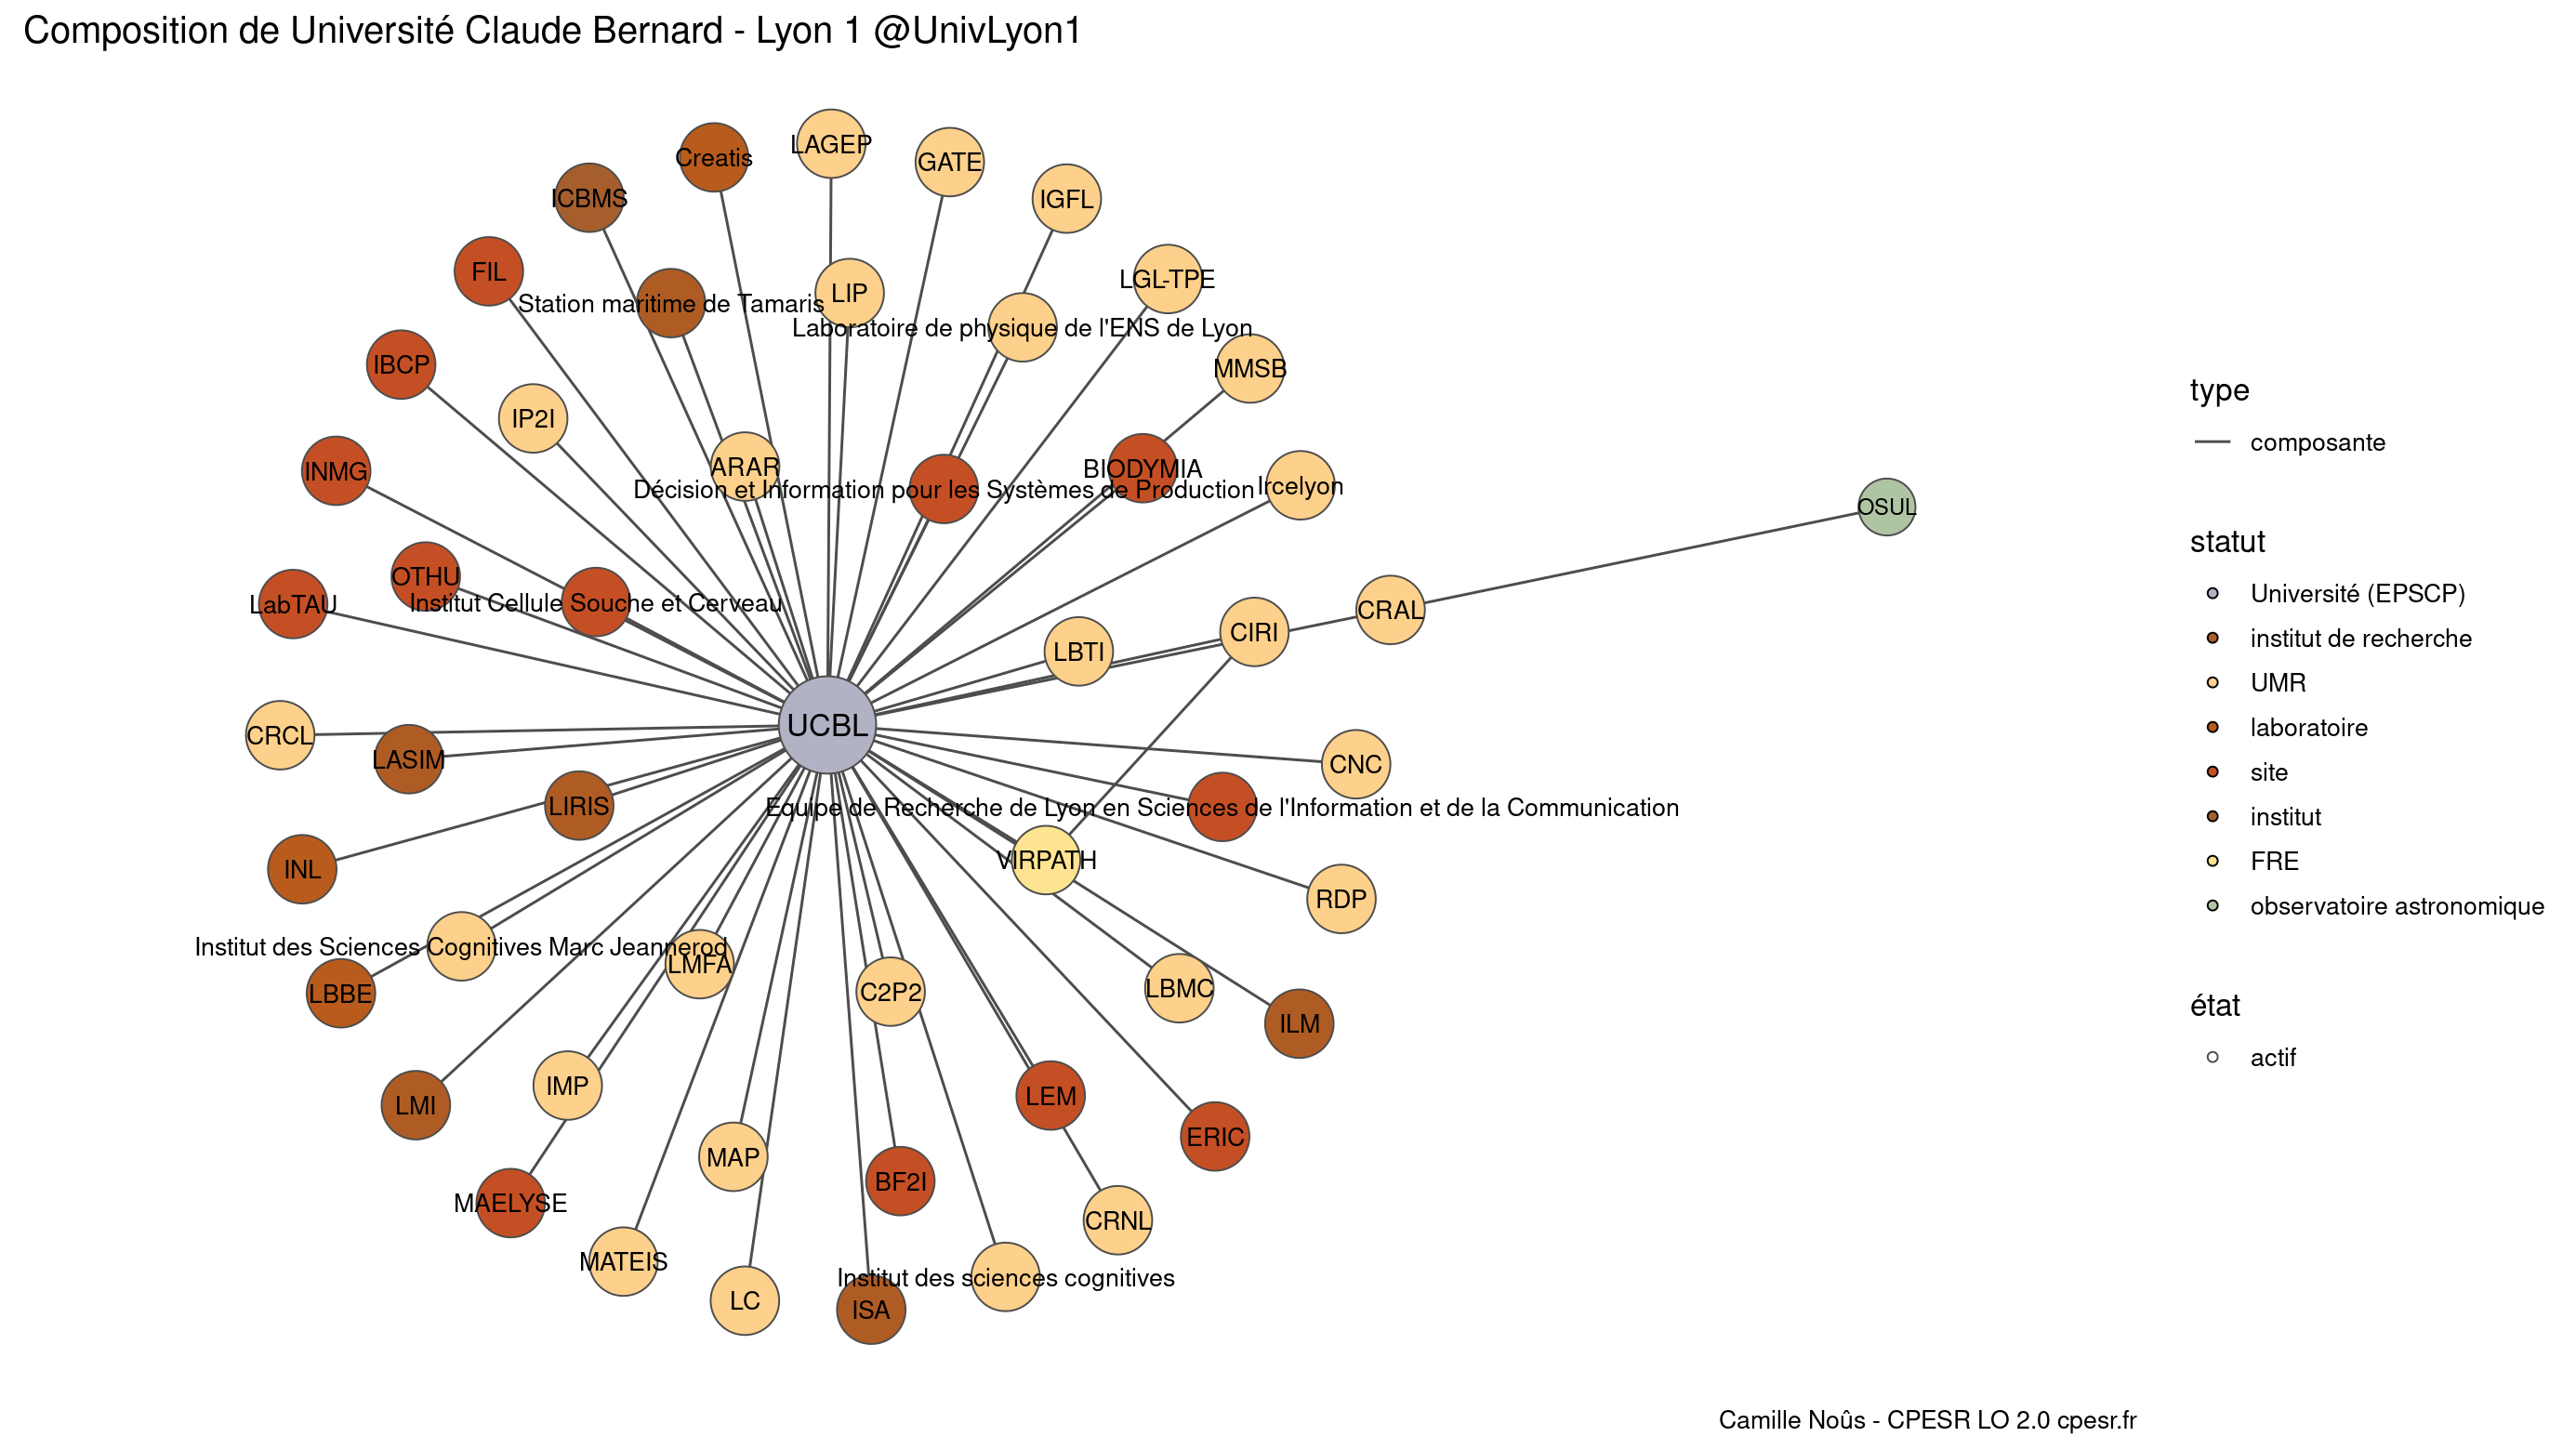 Composition de Université Claude Bernard - Lyon 1 @UnivLyon1
LAGEP
Creatis
GATE
ICBMS
IGFL
FIL
LGL-TPE
LIP
Station maritime de Tamaris
Laboratoire de physique de l'ENS de Lyon
IBCP
MMSB
IP2I
ARAR
BIODYMIA
INMG
Ircelyon
Décision et Information pour les Systèmes de Production
OSUL
OTHU
LabTAU
Institut Cellule Souche et Cerveau
CRAL
CIRI
LBTI
UCBL
CRCL
LASIM
CNC
LIRIS
Equipe de Recherche de Lyon en Sciences de l'Information et de la Communication
VIRPATH
INL
RDP
Institut des Sciences Cognitives Marc Jeannerod
LMFA
LBBE
C2P2
LBMC
ILM
IMP
LMI
LEM
ERIC
MAP
BF2I
MAELYSE
CRNL
MATEIS
Institut des sciences cognitives
LC
ISA
type
composante
statut
Université (EPSCP)
institut de recherche
UMR
laboratoire
site
institut
FRE
observatoire astronomique
état
actif
Camille Noûs - CPESR LO 2.0 cpesr.fr